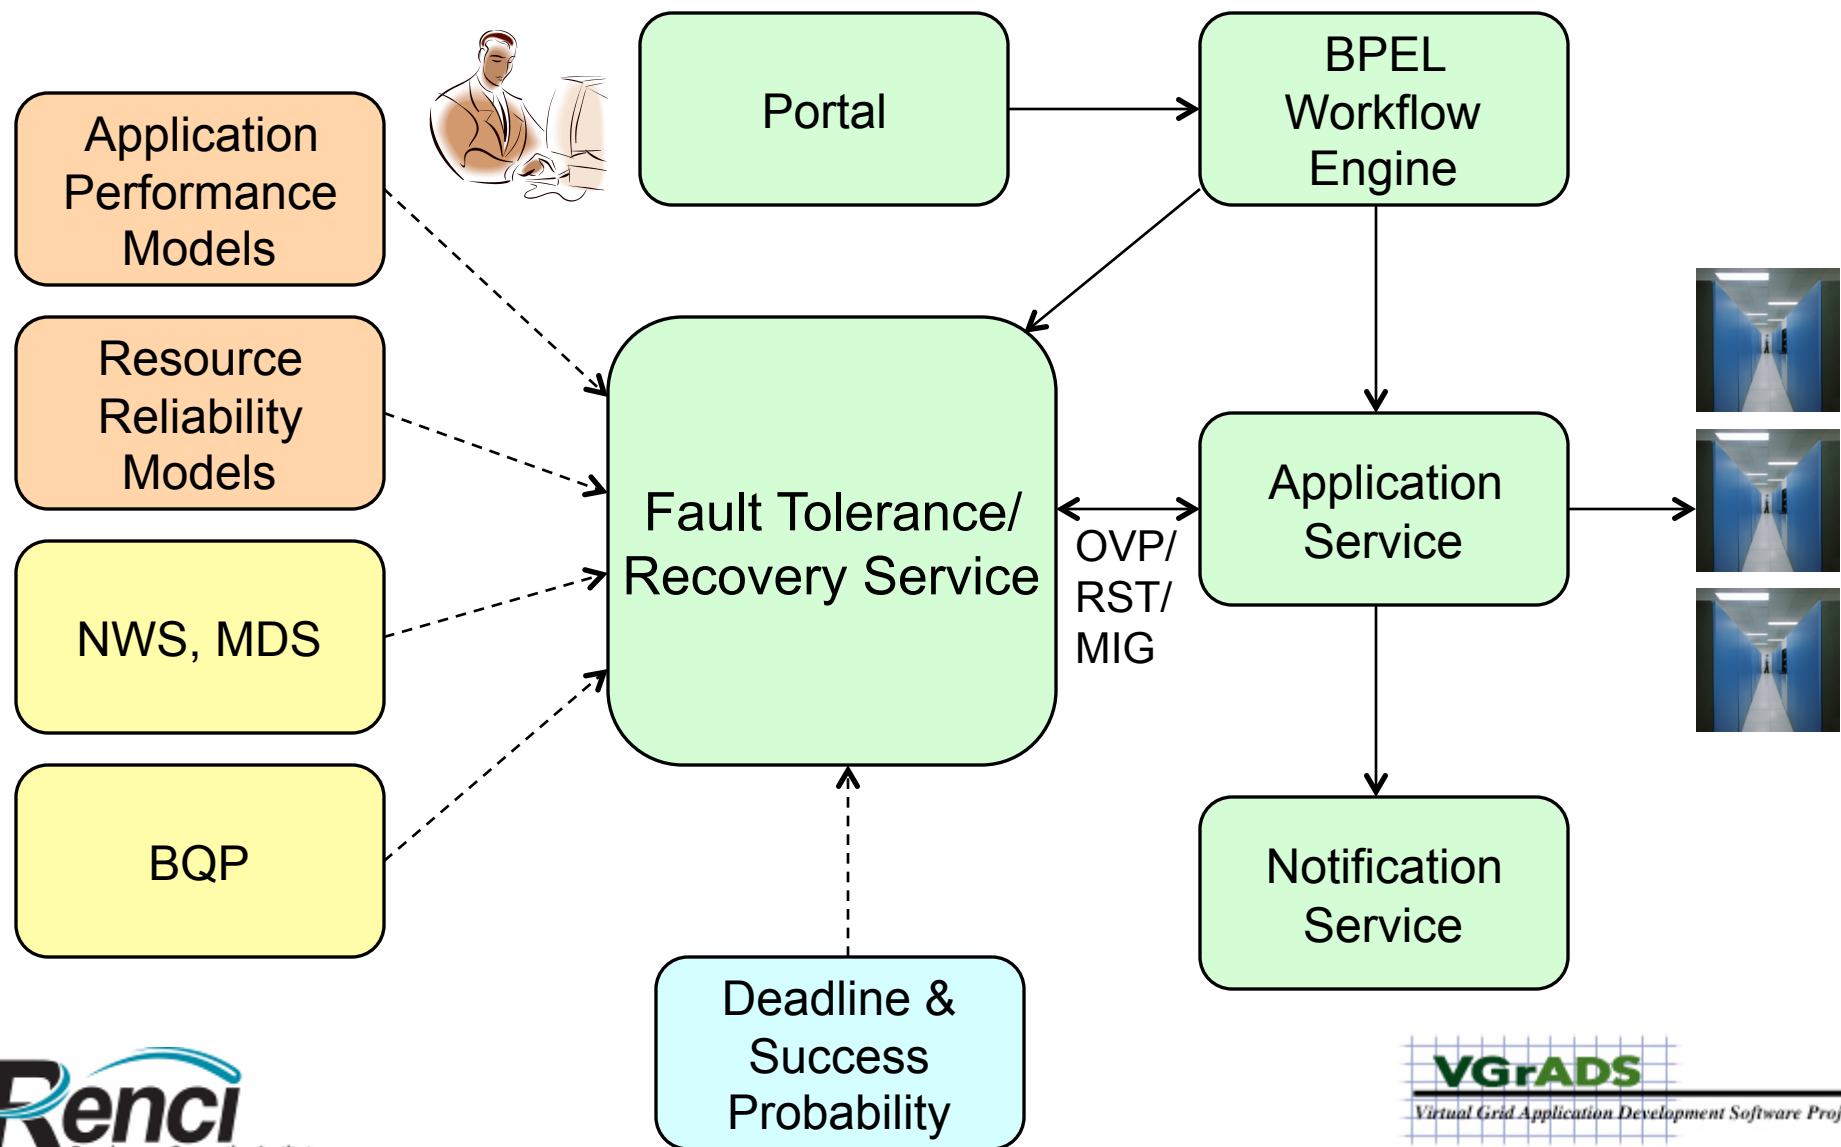 Portal
BPEL
Workflow
Engine
Application
Performance
Models
Resource
Reliability
Models
NWS, MDS
BQP
Fault Tolerance/
Recovery Service
OVP/
RST/
MIG
Application
Service
Notification
Service
Deadline &
Success
Probability
Renci
VGrADS
Virtual Grid Application Development Software Proj